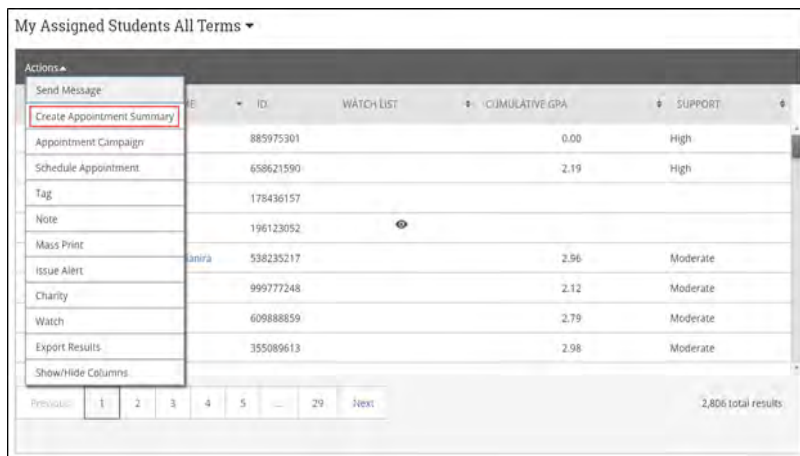 My Assigned Students All Terms
Actions
Send Message
Create Appointment Summary
Appointment Campaign
Schedule Appointment
Tag
Note
Mass Print
Issue Alert
Charity
Watch
Export Results
Show/Hide Columns
ME ID WATCH LIST CUMULATIVE GPA SUPPORT
885975301 0.00 High
658621590 2.19 High
178436157
196123052
538235217 2.96 Moderate
999777248 2.12 Moderate
609888859 2.79 Moderate
355089613 2.98 Moderate
Previous 1 2 3 4 5 ... 29 Next 2,806 total results